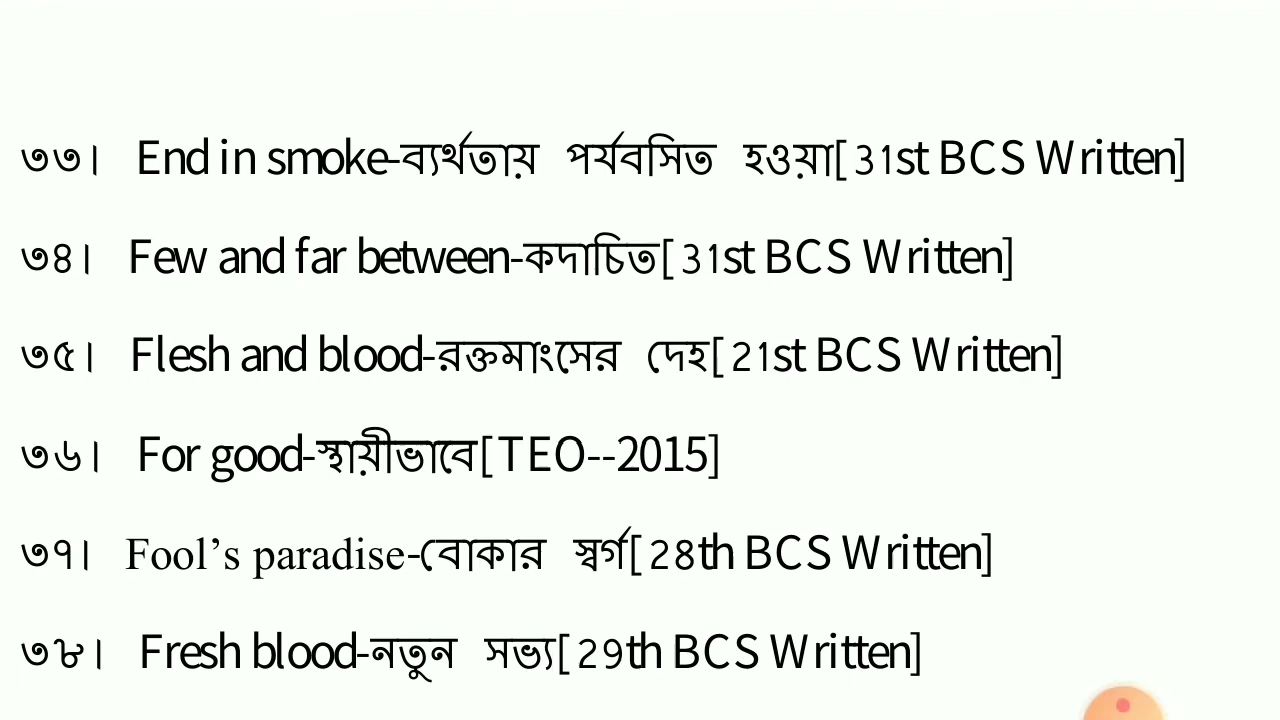 ৩৩। End in smoke-ব্যর্থতায় পর্যবসিত হওয়া[31st BCS Written]
৩৪। Few and far between-কদাচিত[31st BCS Written]
৩৫। Flesh and blood-রক্তমাংসের দেহ[21st BCS Written]
৩৬। For good-স্থায়ীভাবে[TEO--2015]
৩৭। Fool’s paradise-বোকার স্বর্গ[28th BCS Written]
৩৮। Fresh blood-নতুন সভ্য[29th BCS Written]